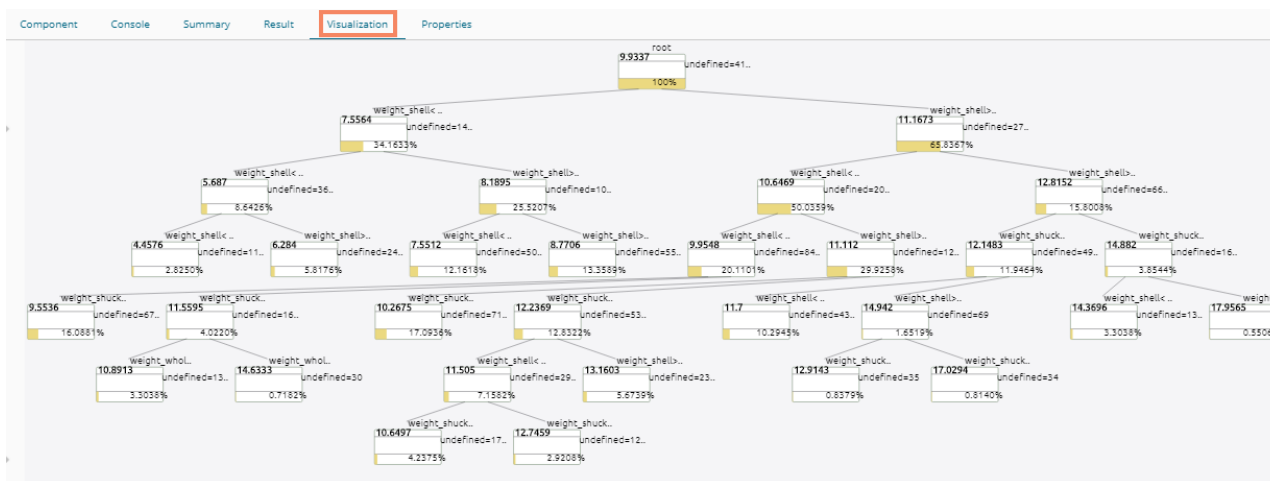 Component Console Summary Result Visualization Properties
root
9.9337 undefined=41..
100%
weight_shell< .. weight_shell>..
7.5564 undefined=14.. 11.1673 undefined=27..
34.1633% 65.8367%
weight_shell< .. weight_shell>.. weight_shell< .. weight_shell>..
5.687 undefined=36.. 8.1895 undefined=10.. 10.6469 undefined=20.. 12.8152 undefined=66..
8.6426% 25.5207% 50.0359% 15.8008%
weight_shell< .. weight_shell>.. weight_shell< .. weight_shell>.. weight_shell< .. weight_shell>.. weight_shuck.. weight_shuck..
4.4576 undefined=11.. 6.284 undefined=24.. 7.5512 undefined=50.. 8.7706 undefined=55.. 9.9548 undefined=84.. 11.112 undefined=12.. 12.1483 undefined=49.. 14.882 undefined=16..
2.8250% 5.8176% 12.1618% 13.3589% 20.1101% 29.9258% 11.9464% 3.8544%
weight_shuck.. weight_shuck.. weight_shuck.. weight_shuck.. weight_shell< .. weight_shell>.. weight_shell< .. weigh
9.5536 undefined=67.. 11.5595 undefined=16.. 10.2675 undefined=71.. 12.2369 undefined=53.. 11.7 undefined=43.. 14.942 undefined=69 14.3696 undefined=13.. 17.9565
16.0881% 4.0220% 17.0936% 12.8322% 10.2945% 1.6519% 3.3038% 0.5506
weight_whol.. weight_whol.. weight_shell< .. weight_shell>.. weight_shuck.. weight_shuck..
10.8913 undefined=13.. 14.6333 undefined=30 11.505 undefined=29.. 13.1603 undefined=23.. 12.9143 undefined=35 17.0294 undefined=34
3.3038% 0.7182% 7.1582% 5.6739% 0.8379% 0.8140%
weight_shuck.. weight_shuck..
10.6497 undefined=17.. 12.7459 undefined=12..
4.2375% 2.9208%